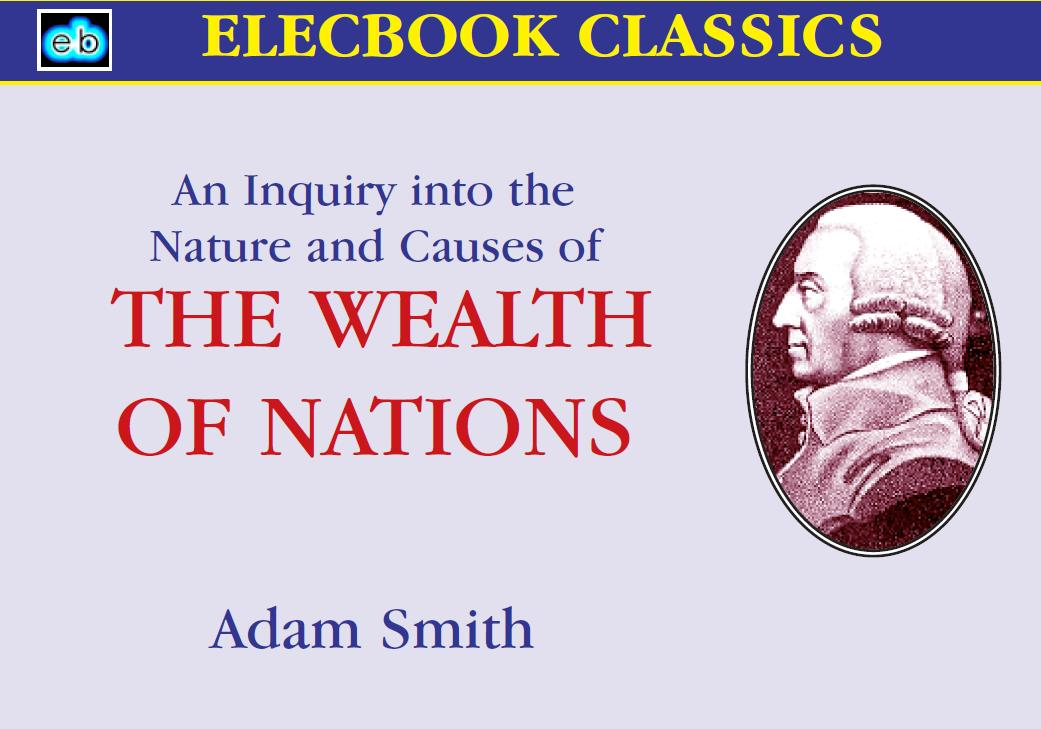 eb
ELECBOOK CLASSICS
An Inquiry into the
Nature and Causes of
THE WEALTH
OF NATIONS
Adam Smith